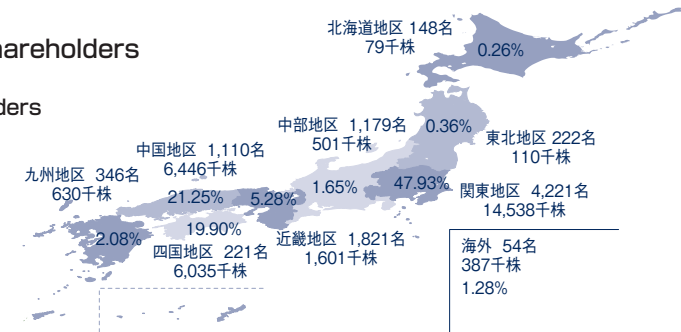 hareholders
ders
北海道地区 148名
79千株
0.26%
0.36%
東北地区 222名
110千株
中部地区 1,179名
501千株
中国地区 1,110名
6,446千株
九州地区 346名
630千株
21.25%
5.28%
1.65%
47.93%
関東地区 4,221名
14,538千株
2.08%
19.90%
四国地区 221名
6,035千株
近畿地区 1,821名
1,601千株
海外 54名
387千株
1.28%